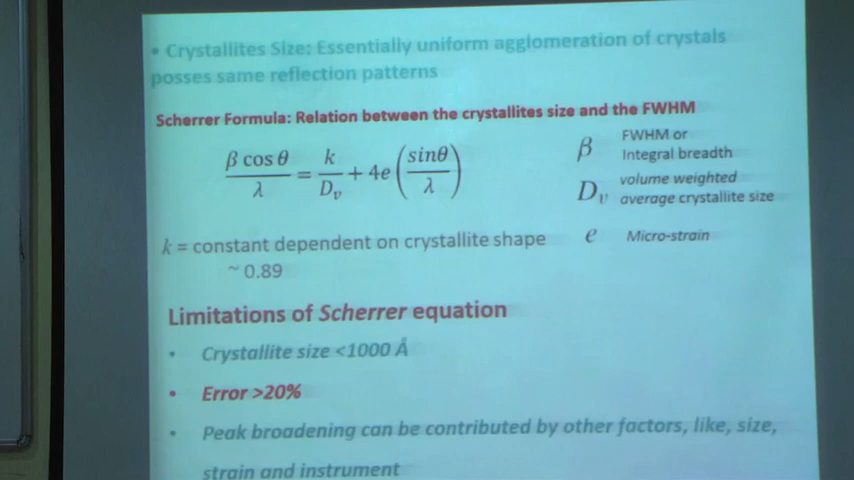 • Crystallites Size: Essentially uniform agglomeration of crystals
posses same reflection patterns
Scherrer Formula: Relation between the crystallites size and the FWHM
β cos θ / λ = k / Dᵥ + 4e (sinθ / λ)
β FWHM or
Integral breadth
Dᵥ volume weighted
average crystallite size
k = constant dependent on crystallite shape
~ 0.89
e Micro-strain
Limitations of Scherrer equation
• Crystallite size <1000 Å
• Error >20%
• Peak broadening can be contributed by other factors, like, size,
strain and instrument